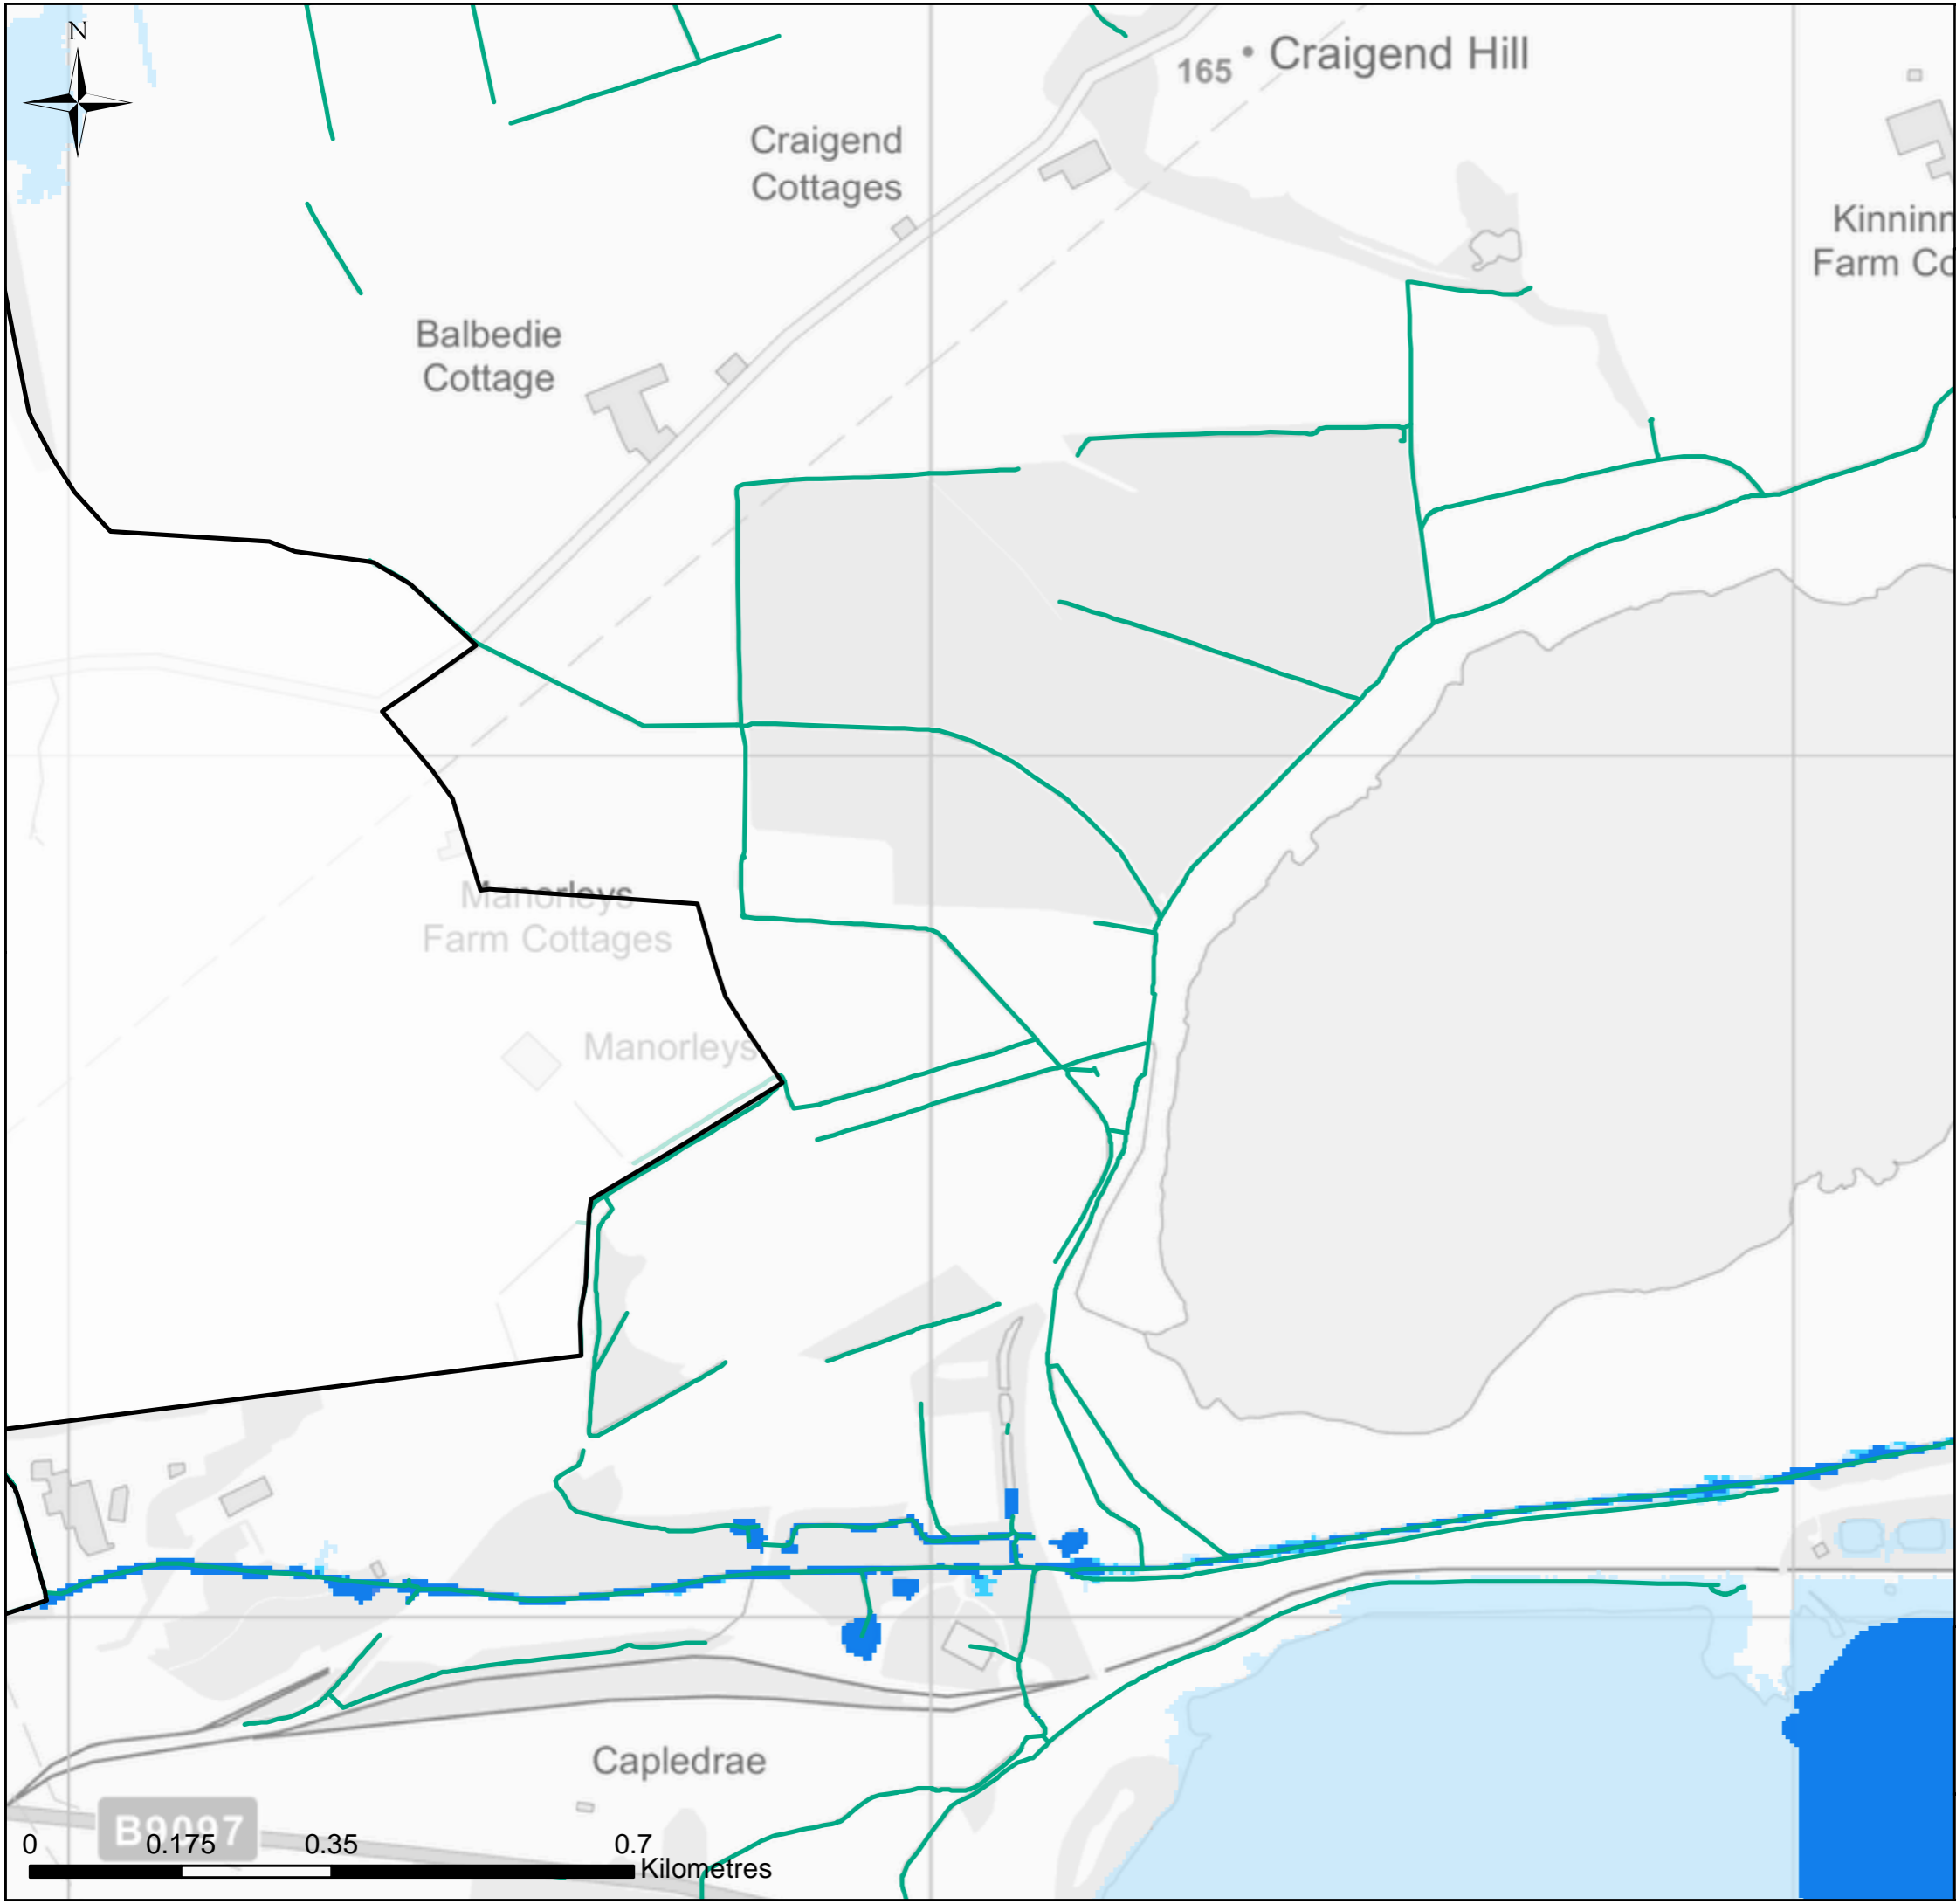 N
165
Craigend Hill
Craigend
Cottages
Kinninn
Farm Co
Balbedie
Cottage
Manorleys
Farm Cottages
Manorleys
Capledrae
B9097
0 0.175 0.35 0.7
Kilometres